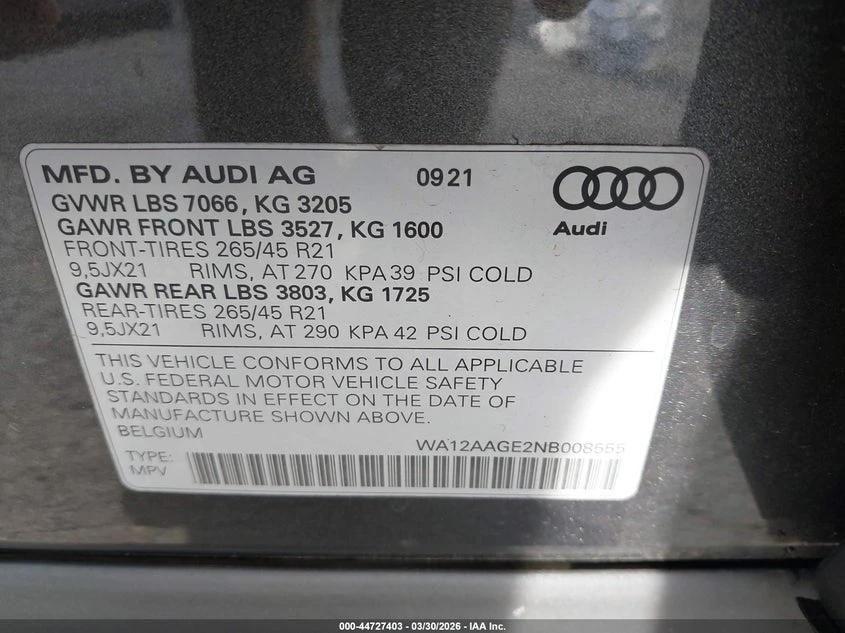 MFD. BY AUDI AG 0921
GVWR LBS 7066, KG 3205
GAWR FRONT LBS 3527, KG 1600
Audi
FRONT-TIRES 265/45 R21
9,5JX21 RIMS, AT 270 KPA 39 PSI COLD
GAWR REAR LBS 3803, KG 1725
REAR-TIRES 265/45 R21
9,5JX21 RIMS, AT 290 KPA 42 PSI COLD
THIS VEHICLE CONFORMS TO ALL APPLICABLE
U.S. FEDERAL MOTOR VEHICLE SAFETY
STANDARDS IN EFFECT ON THE DATE OF
MANUFACTURE SHOWN ABOVE.
BELGIUM
WA12AAGE2NB008555
TYPE:
MPV
000-44727403 — 03/30/2026 — IAA Inc.